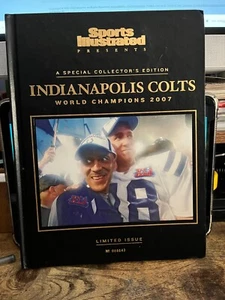 Sports Illustrated
PRESENTS
A SPECIAL COLLECTOR'S EDITION
INDIANAPOLIS COLTS
WORLD CHAMPIONS 2007
18
LIMITED ISSUE